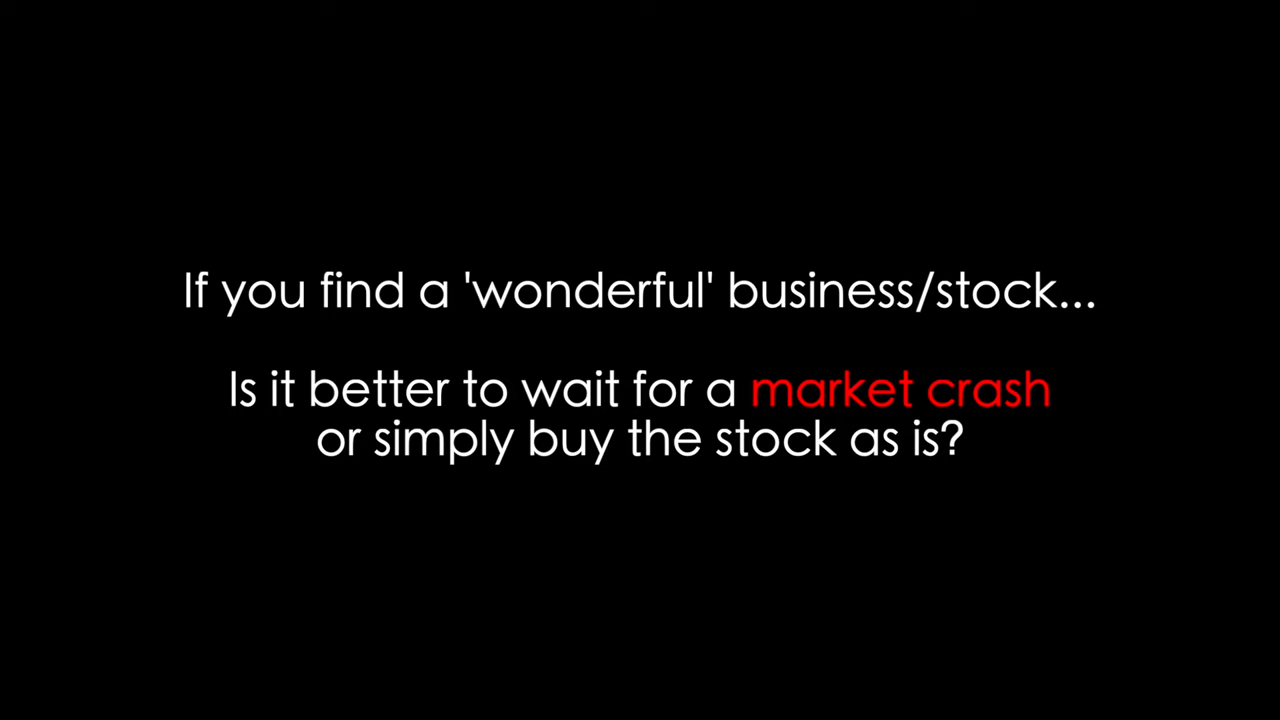 If you find a 'wonderful' business/stock...
Is it better to wait for a market crash
or simply buy the stock as is?